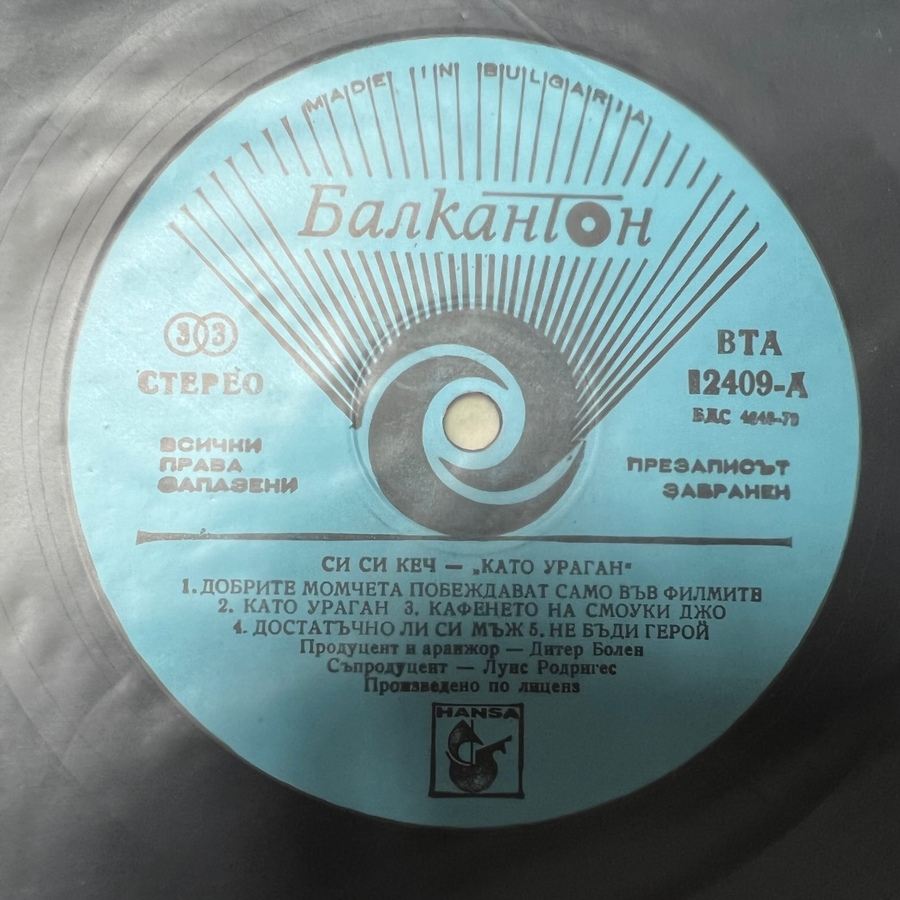 MADE IN BULGARIA
Балкантон
33
СТЕРЕО
ВСИЧКИ
ПРАВА
ЗАПАЗЕНИ
ВТА
12409-А
БДС 4848-79
ПРЕЗАПИСЪТ
ЗАБРАНЕН
СИ СИ КЕЧ — „КАТО УРАГАН"
1. ДОБРИТЕ МОМЧЕТА ПОБЕЖДАВАТ САМО ВЪВ ФИЛМИТЕ
2. КАТО УРАГАН 3. КАФЕНЕТО НА СМОУКИ ДЖО
4. ДОСТАТЪЧНО ЛИ СИ МЪЖ 5. НЕ БЪДИ ГЕРОЙ
Продуцент и аранжор — Дитер Болен
Съпродуцент — Луис Родригес
Произведено по лиценз
HANSA